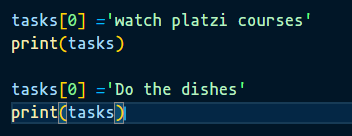 tasks[0] ='watch platzi courses'
print(tasks)
tasks[0] ='Do the dishes'
print(tasks)